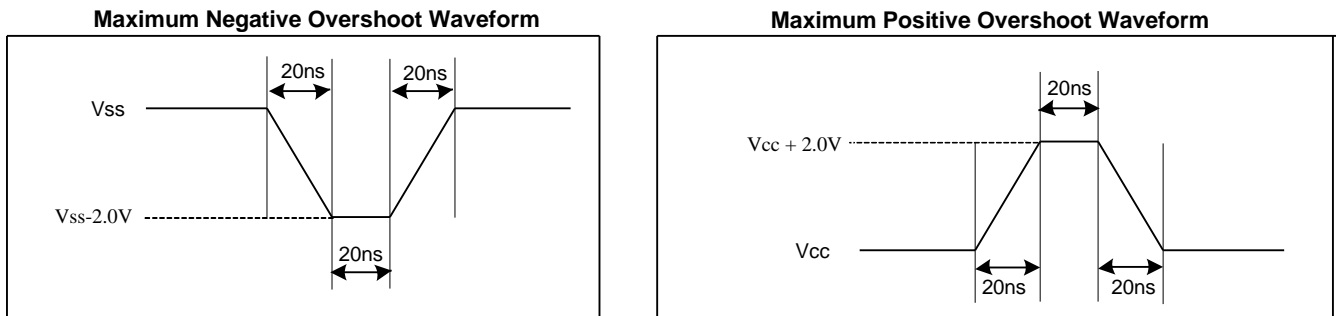 Maximum Negative Overshoot Waveform
20ns
20ns
Vss
Vss-2.0V
20ns
Maximum Positive Overshoot Waveform
20ns
Vcc + 2.0V
Vcc
20ns
20ns